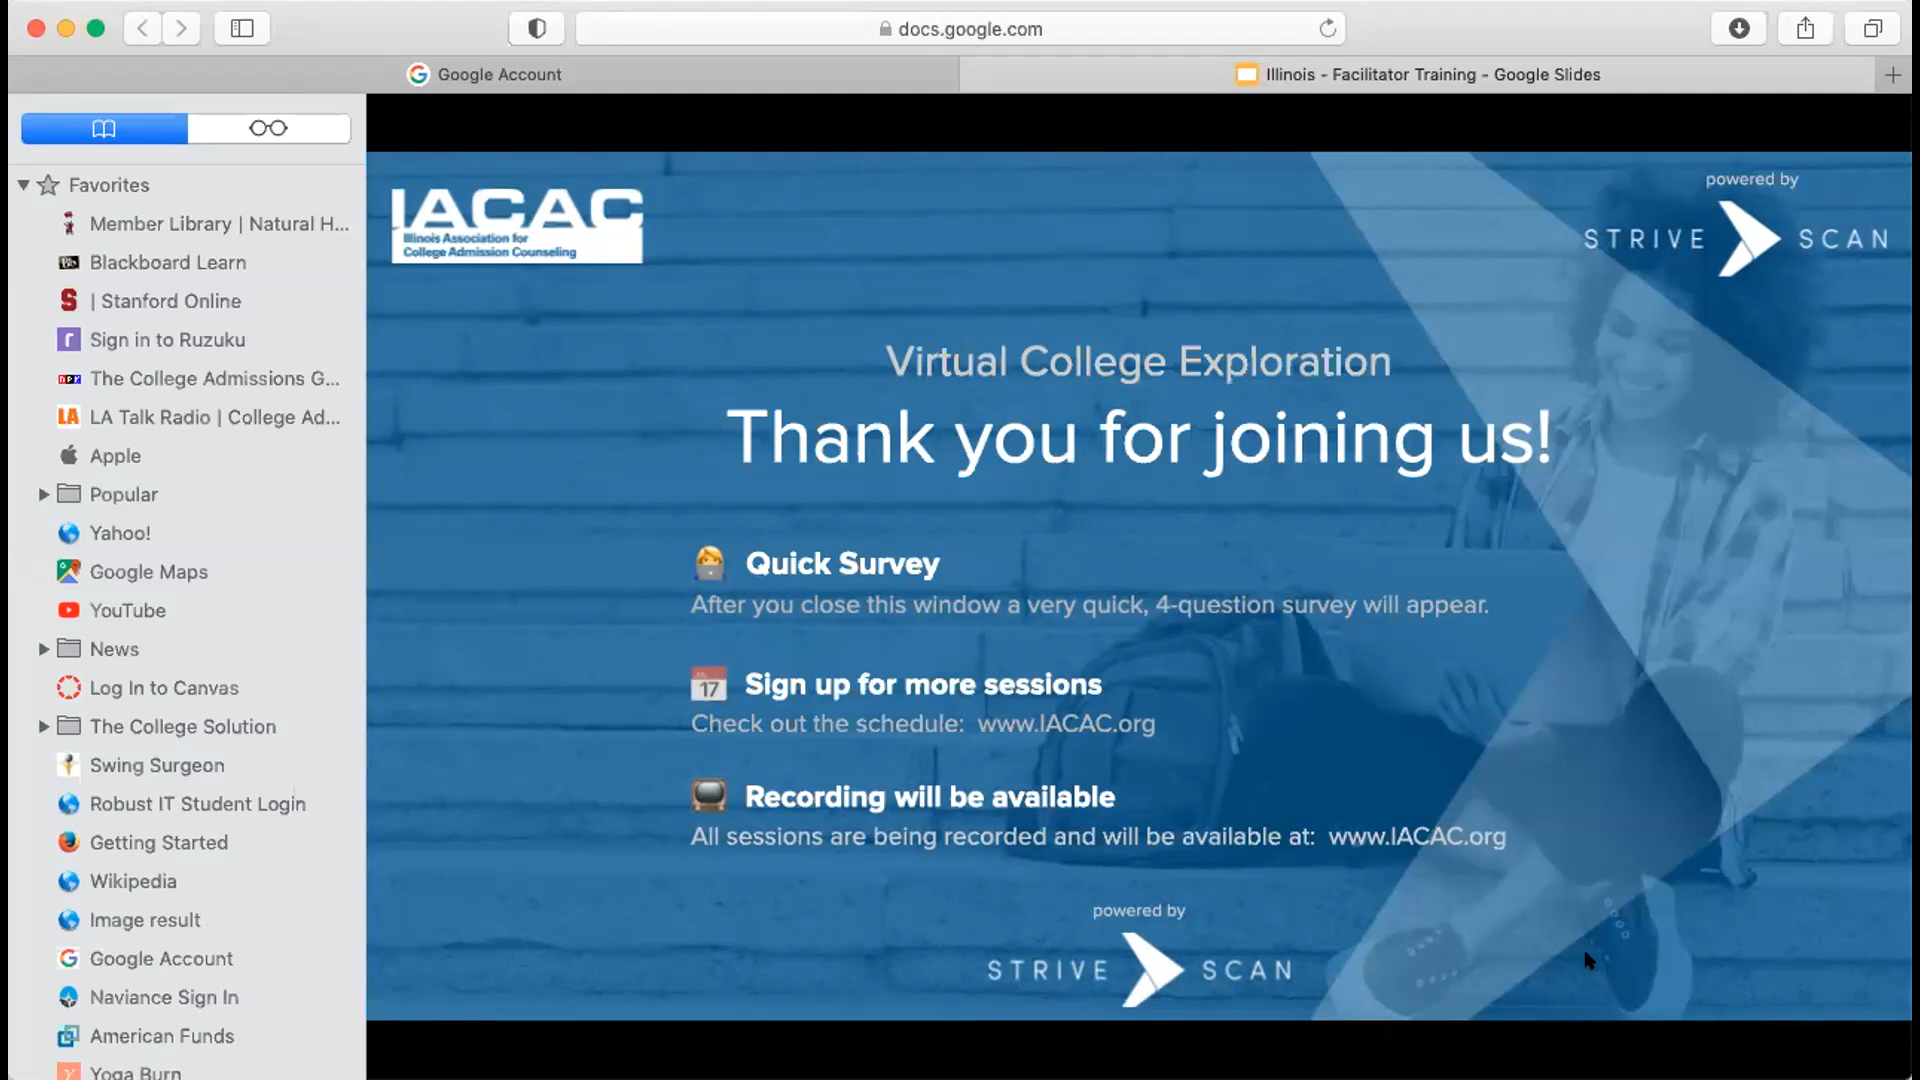 docs.google.com
Google Account
Illinois - Facilitator Training - Google Slides
Favorites
Member Library | Natural H...
Blackboard Learn
| Stanford Online
Sign in to Ruzuku
The College Admissions G...
LA Talk Radio | College Ad...
Apple
Popular
Yahoo!
Google Maps
YouTube
News
Log In to Canvas
The College Solution
Swing Surgeon
Robust IT Student Login
Getting Started
Wikipedia
Image result
Google Account
Naviance Sign In
American Funds
Yoga Burn
IACAC
Illinois Association for
College Admission Counseling
powered by
STRIVE SCAN
Virtual College Exploration
Thank you for joining us!
Quick Survey
After you close this window a very quick, 4-question survey will appear.
17
Sign up for more sessions
Check out the schedule: www.IACAC.org
Recording will be available
All sessions are being recorded and will be available at: www.IACAC.org
powered by
STRIVE SCAN